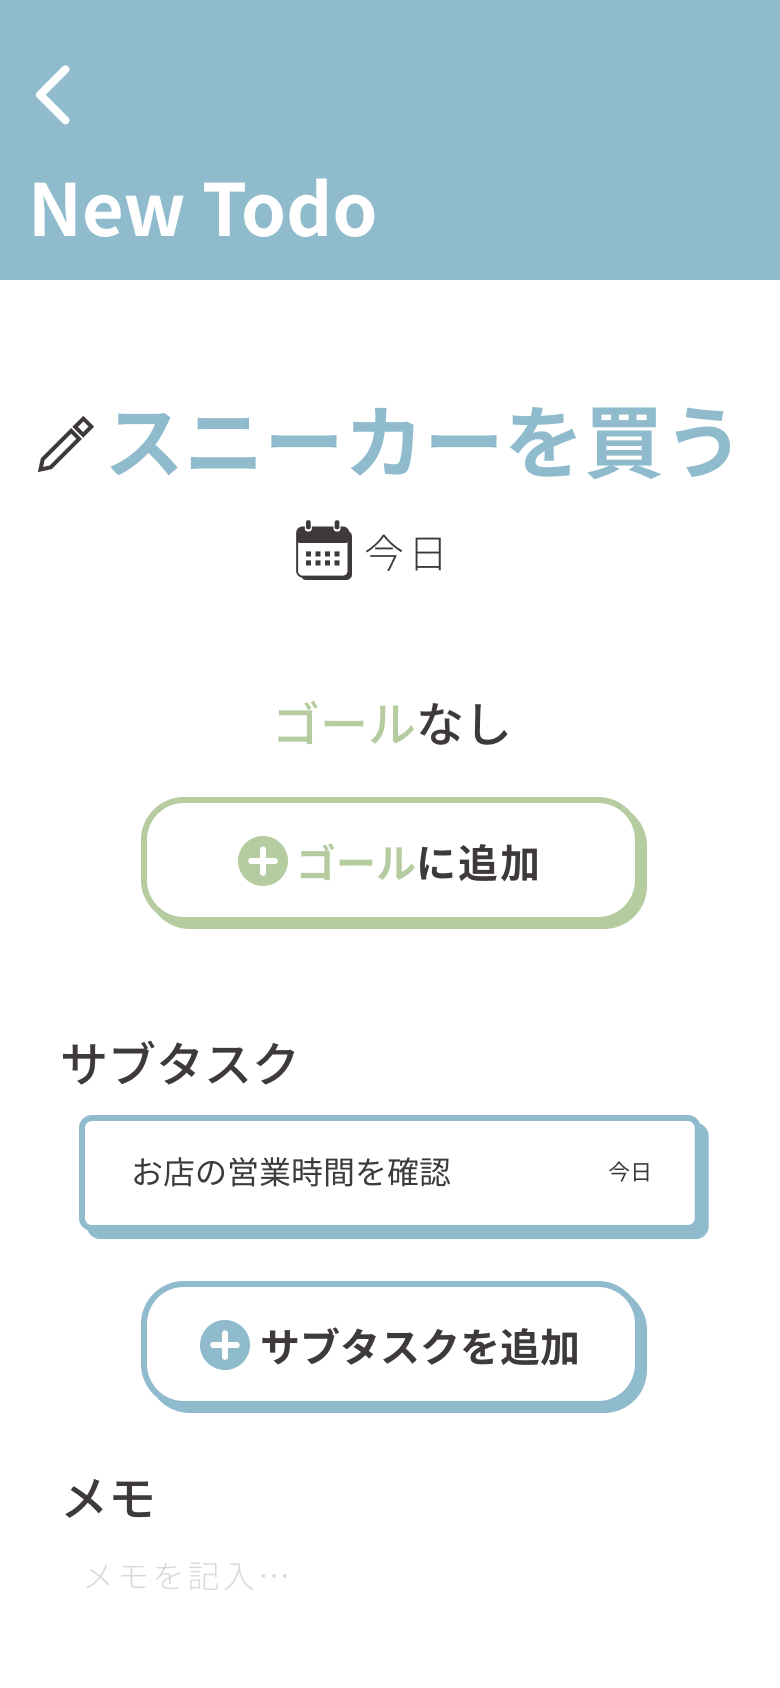 New Todo
スニーカーを買う
今日
ゴールなし
ゴールに追加
サブタスク
お店の営業時間を確認 今日
サブタスクを追加
メモ
メモを記入…